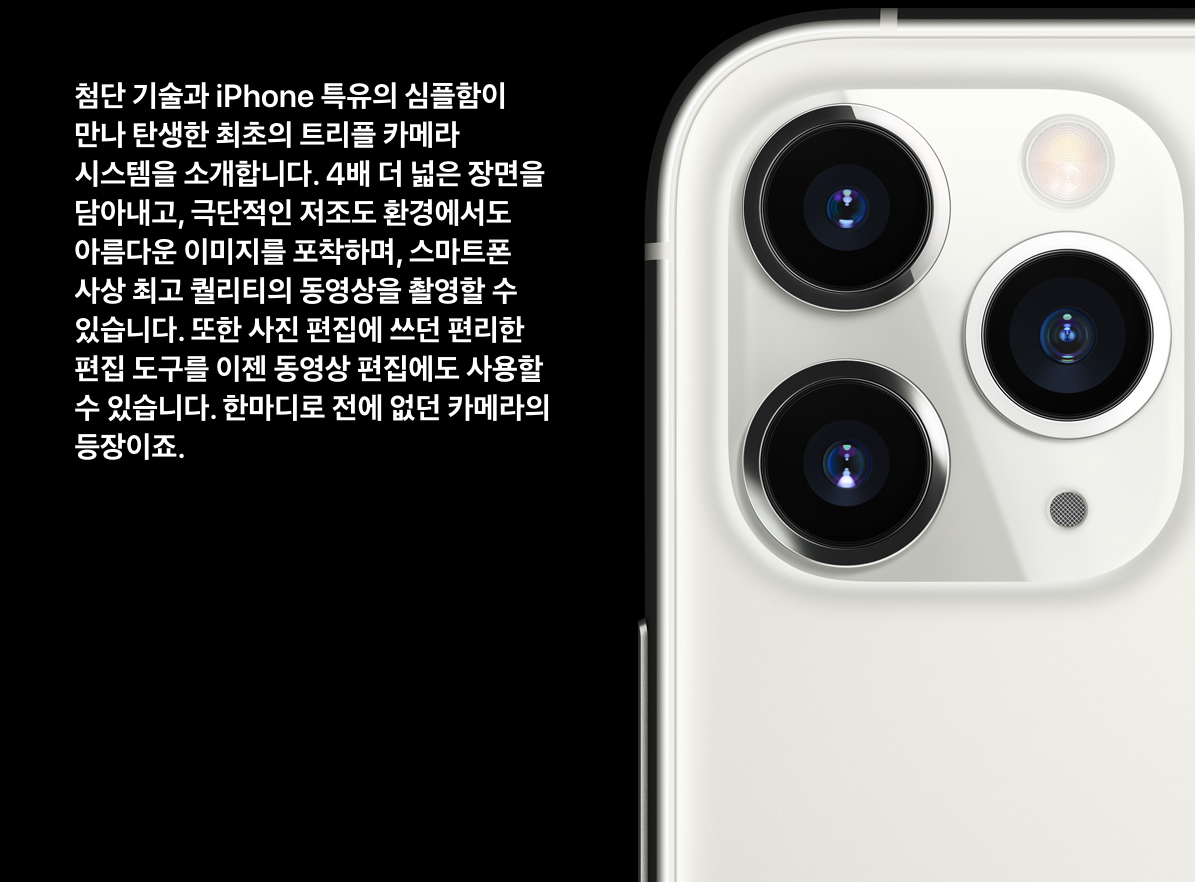 첨단 기술과 iPhone 특유의 심플함이
만나 탄생한 최초의 트리플 카메라
시스템을 소개합니다. 4배 더 넓은 장면을
담아내고, 극단적인 저조도 환경에서도
아름다운 이미지를 포착하며, 스마트폰
사상 최고 퀄리티의 동영상을 촬영할 수
있습니다. 또한 사진 편집에 쓰던 편리한
편집 도구를 이젠 동영상 편집에도 사용할
수 있습니다. 한마디로 전에 없던 카메라의
등장이죠.